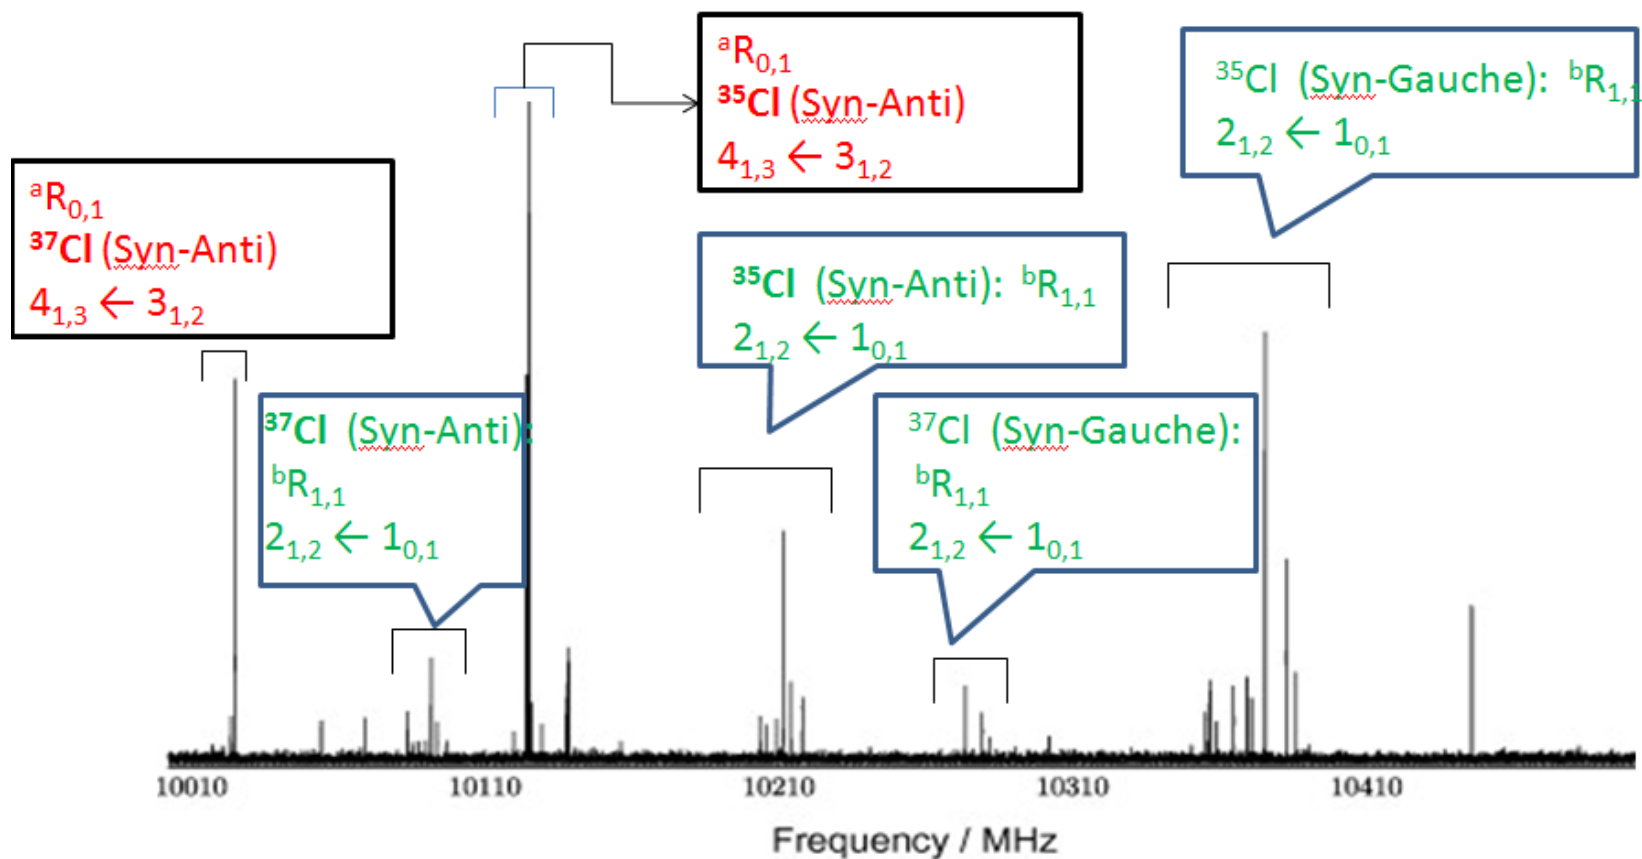 ᵃR₀,₁
³⁵Cl (Syn-Anti)
4₁,₃ ← 3₁,₂
³⁵Cl (Syn-Gauche): ᵇR₁,₁
2₁,₂ ← 1₀,₁
ᵃR₀,₁
³⁷Cl (Syn-Anti)
4₁,₃ ← 3₁,₂
³⁵Cl (Syn-Anti): ᵇR₁,₁
2₁,₂ ← 1₀,₁
³⁷Cl (Syn-Anti):
ᵇR₁,₁
2₁,₂ ← 1₀,₁
³⁷Cl (Syn-Gauche):
ᵇR₁,₁
2₁,₂ ← 1₀,₁
10010 10110 10210 10310 10410
Frequency / MHz